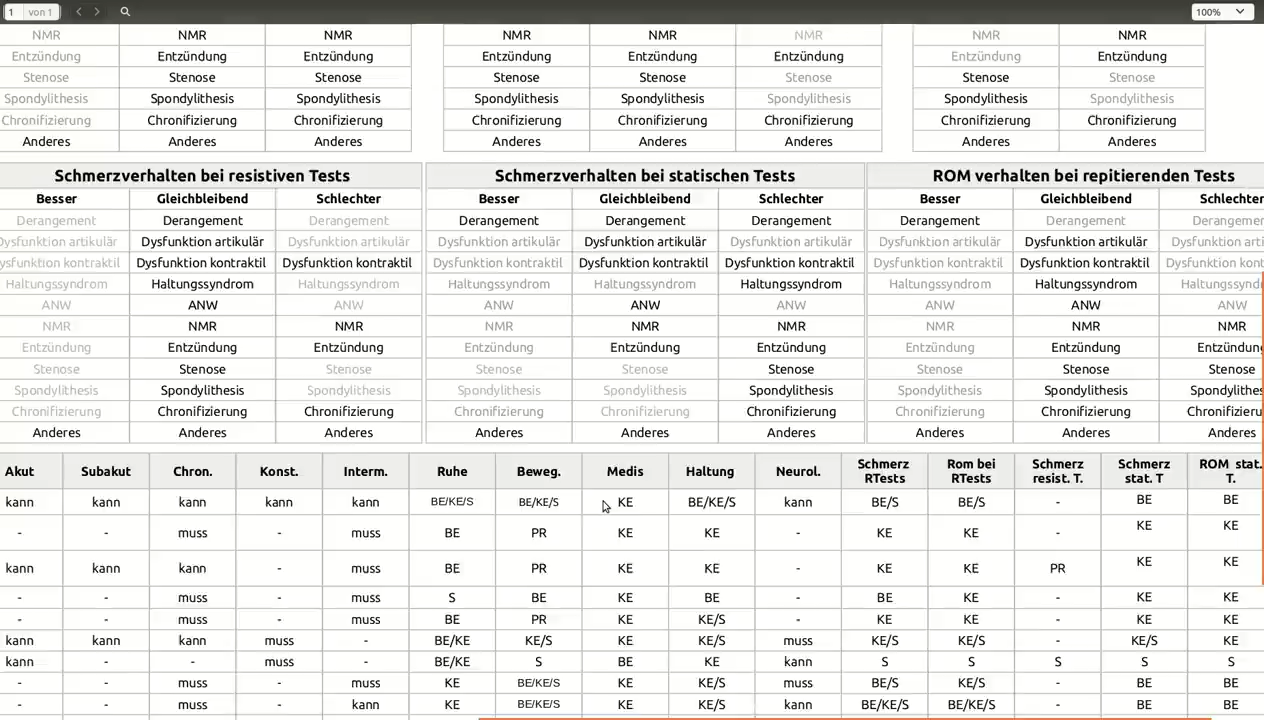 1 von 1 100%
NMR NMR NMR NMR NMR NMR NMR NMR
Entzündung Entzündung Entzündung Entzündung Entzündung Entzündung Entzündung Entzündung
Stenose Stenose Stenose Stenose Stenose Stenose Stenose Stenose
Spondylithesis Spondylithesis Spondylithesis Spondylithesis Spondylithesis Spondylithesis Spondylithesis Spondylithesis
Chronifizierung Chronifizierung Chronifizierung Chronifizierung Chronifizierung Chronifizierung Chronifizierung Chronifizierung
Anderes Anderes Anderes Anderes Anderes Anderes Anderes Anderes
Schmerzverhalten bei resistiven Tests Schmerzverhalten bei statischen Tests ROM verhalten bei repitierenden Tests
Besser Gleichbleibend Schlechter Besser Gleichbleibend Schlechter Besser Gleichbleibend Schlechter
Derangement Derangement Derangement Derangement Derangement Derangement Derangement Derangement Derangeme
Dysfunktion artikulär Dysfunktion artikulär Dysfunktion artikulär Dysfunktion artikulär Dysfunktion artikulär Dysfunktion artikulär Dysfunktion artikulär Dysfunktion artikulär Dysfunktion arti
ysfunktion kontraktil Dysfunktion kontraktil Dysfunktion kontraktil Dysfunktion kontraktil Dysfunktion kontraktil Dysfunktion kontraktil Dysfunktion kontraktil Dysfunktion kontraktil Dysfunktion kont
Haltungssyndrom Haltungssyndrom Haltungssyndrom Haltungssyndrom Haltungssyndrom Haltungssyndrom Haltungssyndrom Haltungssyndrom Haltungssynd
ANW ANW ANW ANW ANW ANW ANW ANW ANW
NMR NMR NMR NMR NMR NMR NMR NMR NMR
Entzündung Entzündung Entzündung Entzündung Entzündung Entzündung Entzündung Entzündung Entzündun
Stenose Stenose Stenose Stenose Stenose Stenose Stenose Stenose Stenose
Spondylithesis Spondylithesis Spondylithesis Spondylithesis Spondylithesis Spondylithesis Spondylithesis Spondylithesis Spondylithes
Chronifizierung Chronifizierung Chronifizierung Chronifizierung Chronifizierung Chronifizierung Chronifizierung Chronifizierung Chronifizieru
Anderes Anderes Anderes Anderes Anderes Anderes Anderes Anderes Anderes
Akut Subakut Chron. Konst. Interm. Ruhe Beweg. Medis Haltung Neurol. Schmerz RTests Rom bei RTests Schmerz resist. T. Schmerz stat. T ROM stat. T.
kann kann kann kann kann BE/KE/S BE/KE/S KE BE/KE/S kann BE/S BE/S - BE BE
- - muss - muss BE PR KE KE - KE KE - KE KE
kann kann kann - muss BE PR KE KE - KE KE PR KE KE
- - muss - muss S BE KE BE - BE KE - KE KE
- - muss - muss BE PR KE KE/S - KE KE - KE KE
kann kann kann muss - BE/KE KE/S KE KE/S muss KE/S KE/S - KE/S KE
kann - - muss - BE/KE S BE KE kann S S S S S
- - muss - muss KE BE/KE/S KE KE/S muss BE/S KE/S - BE BE
- - muss - kann KE BE/KE/S KE KE/S kann BE/KE/S BE/KE/S - BE BE